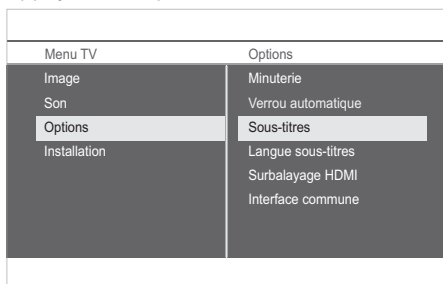 Menu TV
Options
Image
Minuterie
Son
Verrou automatique
Options
Sous-titres
Installation
Langue sous-titres
Surbalayage HDMI
Interface commune